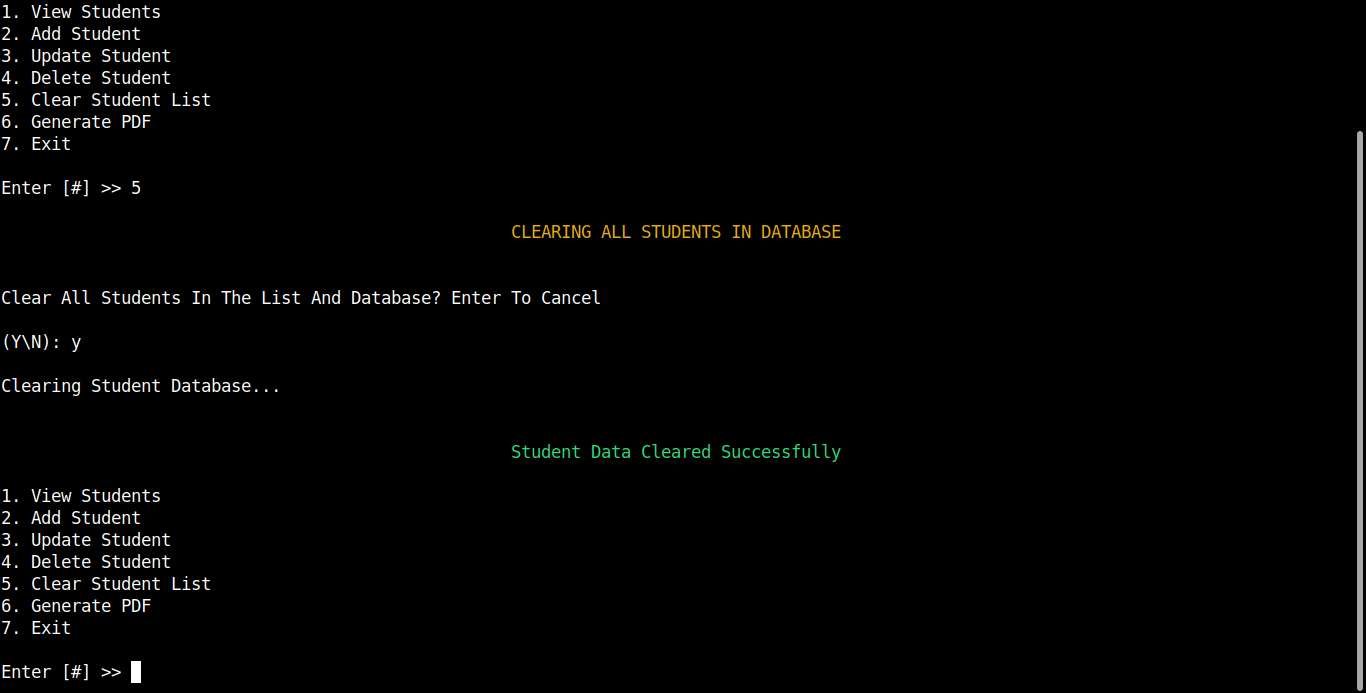 1. View Students
2. Add Student
3. Update Student
4. Delete Student
5. Clear Student List
6. Generate PDF
7. Exit
Enter [#] >> 5
CLEARING ALL STUDENTS IN DATABASE
Clear All Students In The List And Database? Enter To Cancel
(Y\N): y
Clearing Student Database...
Student Data Cleared Successfully
1. View Students
2. Add Student
3. Update Student
4. Delete Student
5. Clear Student List
6. Generate PDF
7. Exit
Enter [#] >>